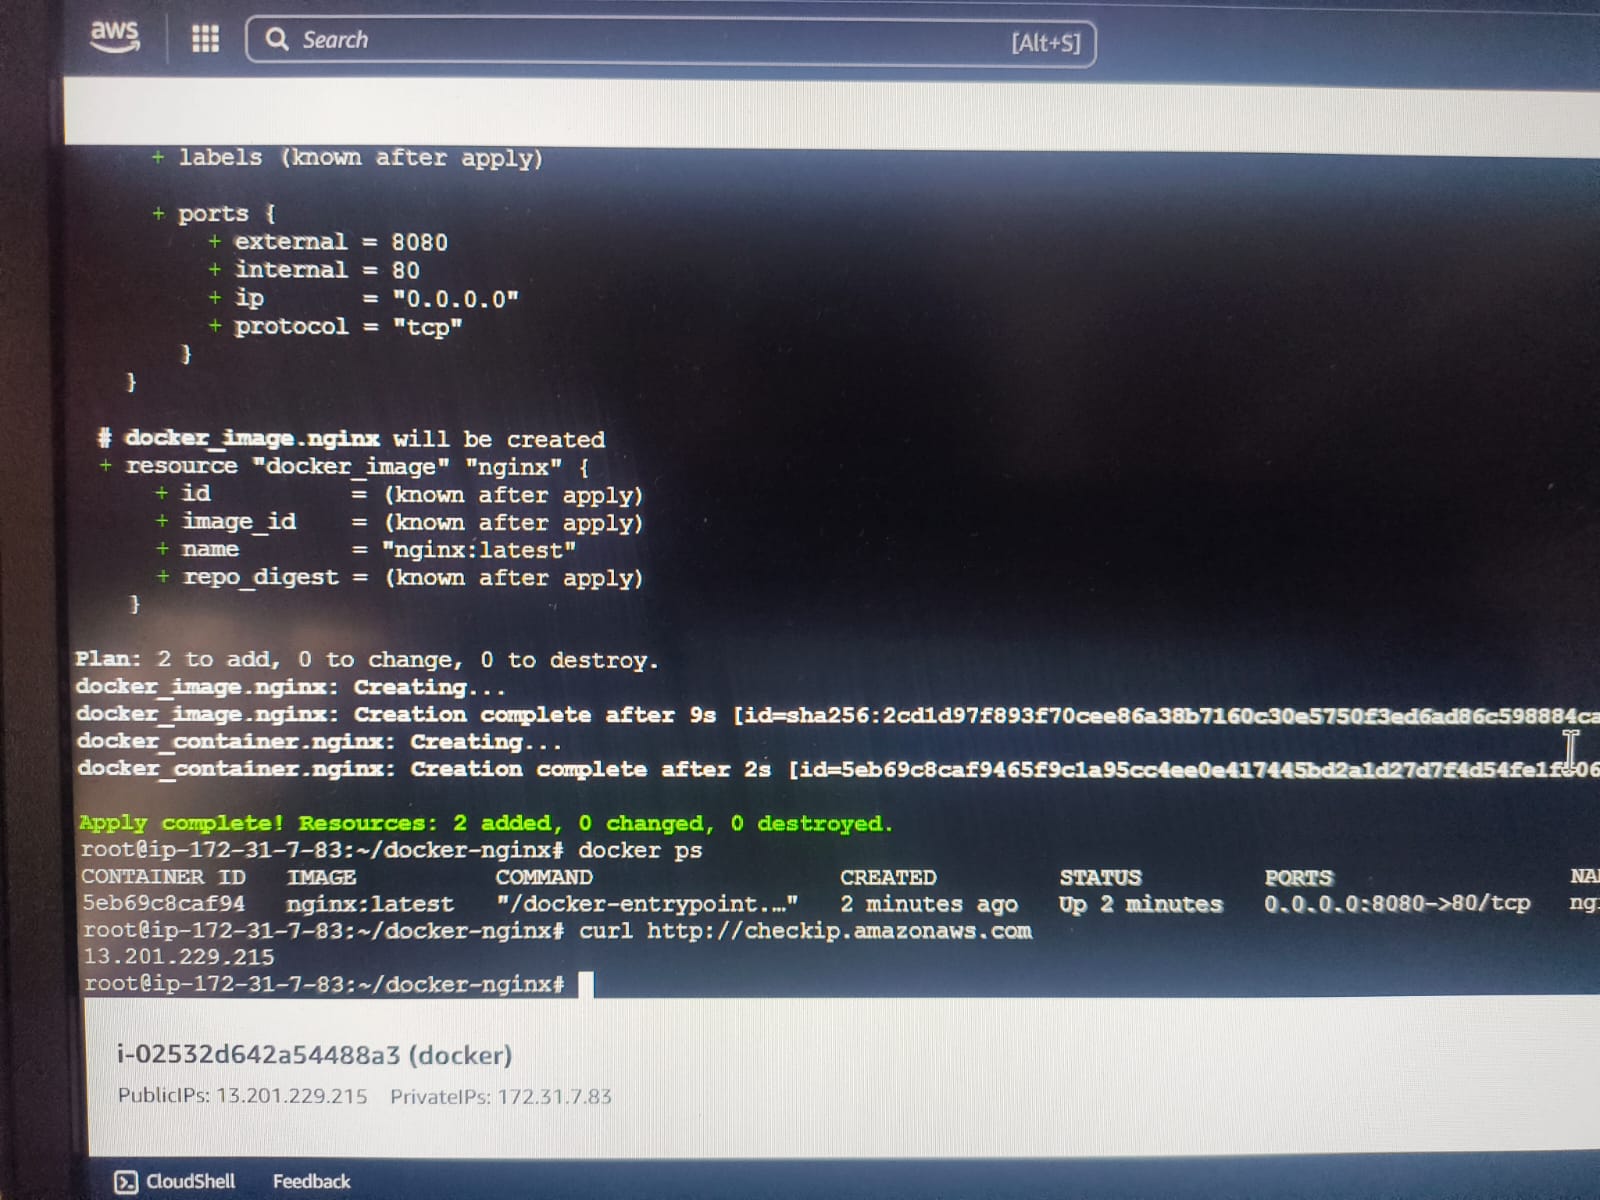 aws
Search [Alt+S]
+ labels (known after apply)
+ ports {
+ external = 8080
+ internal = 80
+ ip = "0.0.0.0"
+ protocol = "tcp"
}
}
# docker_image.nginx will be created
+ resource "docker_image" "nginx" {
+ id = (known after apply)
+ image_id = (known after apply)
+ name = "nginx:latest"
+ repo_digest = (known after apply)
}
Plan: 2 to add, 0 to change, 0 to destroy.
docker_image.nginx: Creating...
docker_image.nginx: Creation complete after 9s [id=sha256:2cd1d97f893f70cee86a38b7160c30e5750f3ed6ad86c598884ca
docker_container.nginx: Creating...
docker_container.nginx: Creation complete after 2s
Apply complete! Resources: 2 added, 0 changed, 0 destroyed.
root@ip-172-31-7-83:~/docker-nginx# docker ps
CONTAINER ID IMAGE COMMAND CREATED STATUS PORTS NA
5eb69c8caf94 nginx:latest "/docker-entrypoint.…" 2 minutes ago Up 2 minutes 0.0.0.0:8080->80/tcp ng
root@ip-172-31-7-83:~/docker-nginx# curl http://checkip.amazonaws.com
13.201.229.215
root@ip-172-31-7-83:~/docker-nginx#
i-02532d642a54488a3 (docker)
PublicIPs: 13.201.229.215 PrivateIPs: 172.31.7.83
CloudShell Feedback